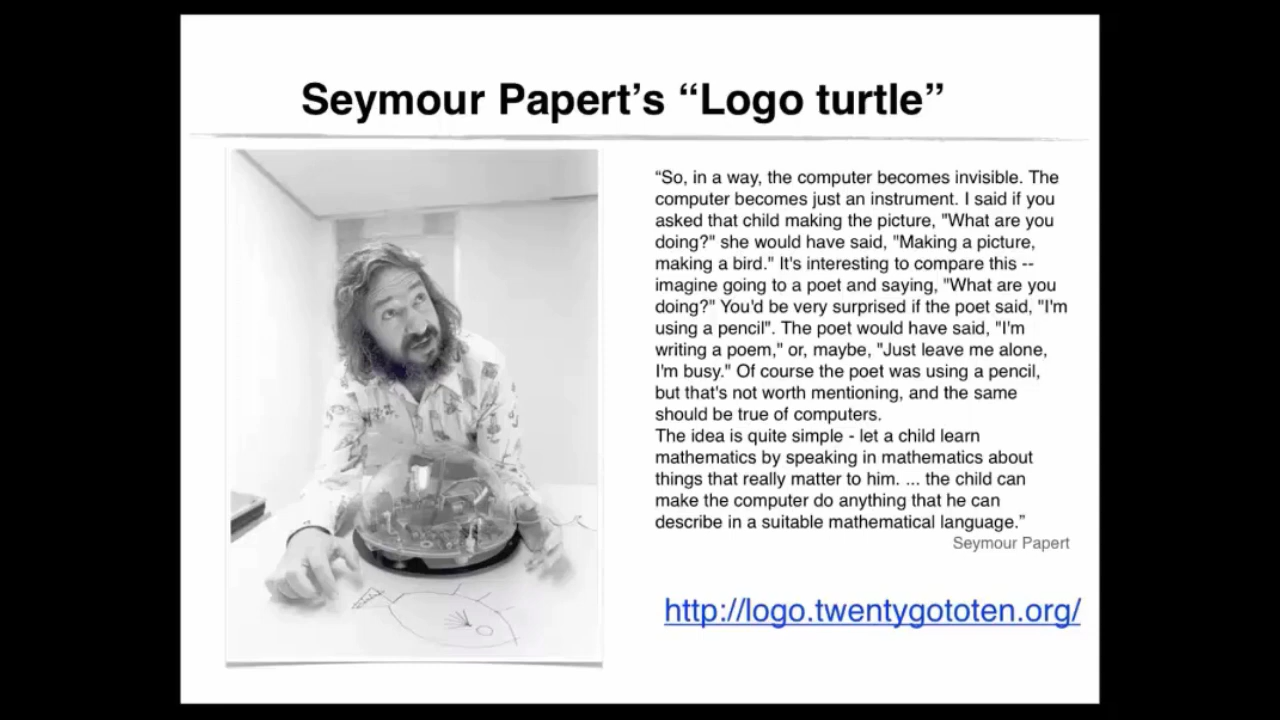 Seymour Papert’s “Logo turtle”
“So, in a way, the computer becomes invisible. The
computer becomes just an instrument. I said if you
asked that child making the picture, "What are you
doing?" she would have said, "Making a picture,
making a bird." It's interesting to compare this --
imagine going to a poet and saying, "What are you
doing?" You'd be very surprised if the poet said, "I'm
using a pencil". The poet would have said, "I'm
writing a poem," or, maybe, "Just leave me alone,
I'm busy." Of course the poet was using a pencil,
but that's not worth mentioning, and the same
should be true of computers.
The idea is quite simple - let a child learn
mathematics by speaking in mathematics about
things that really matter to him. ... the child can
make the computer do anything that he can
describe in a suitable mathematical language.”
Seymour Papert
http://logo.twentygototen.org/